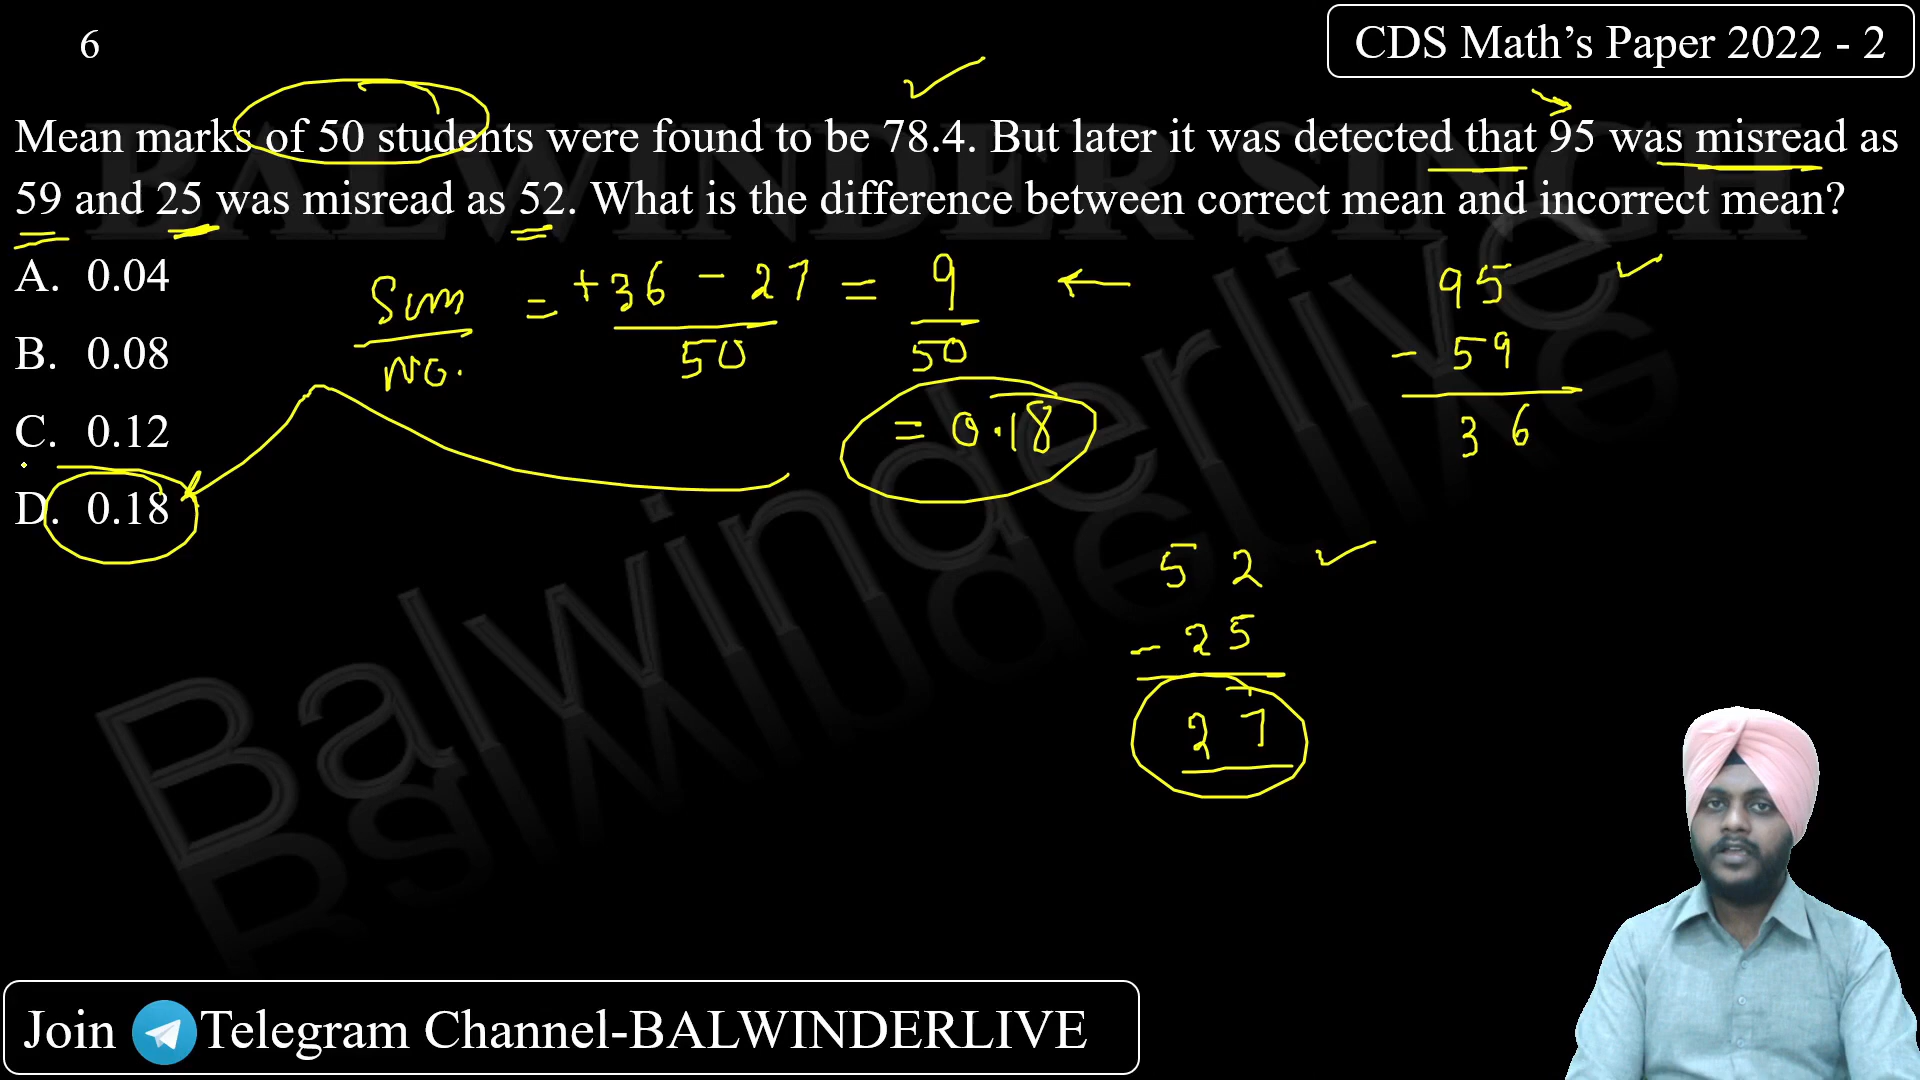 6
CDS Math’s Paper 2022 - 2
Mean marks of 50 students were found to be 78.4. But later it was detected that 95 was misread as
59 and 25 was misread as 52. What is the difference between correct mean and incorrect mean?
BALWINDER SINGH
A. 0.04
B. 0.08
C. 0.12
D. 0.18
Sum / No. = +36 - 27 / 50 = 9 / 50 ←
= 0.18
95 ✓
- 59
36
52 ✓
- 25
27
Balwinderlive
Join Telegram Channel-BALWINDERLIVE